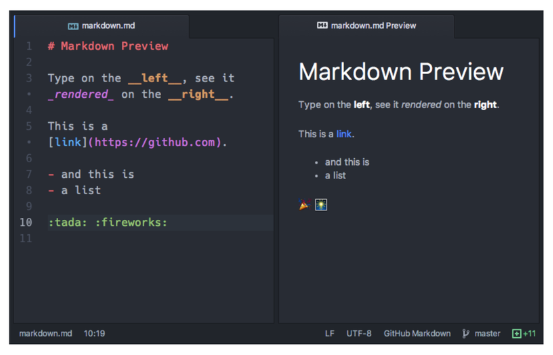 markdown.md
1 # Markdown Preview
2
3 Type on the __left__, see it
• _rendered_ on the __right__.
4
5 This is a
• [link](https://github.com).
6
7 - and this is
8 - a list
9
10 :tada: :fireworks:
11
markdown.md Preview
Markdown Preview
Type on the left, see it rendered on the right.
This is a link.
• and this is
• a list
markdown.md 10:19
LF UTF-8 GitHub Markdown master +11